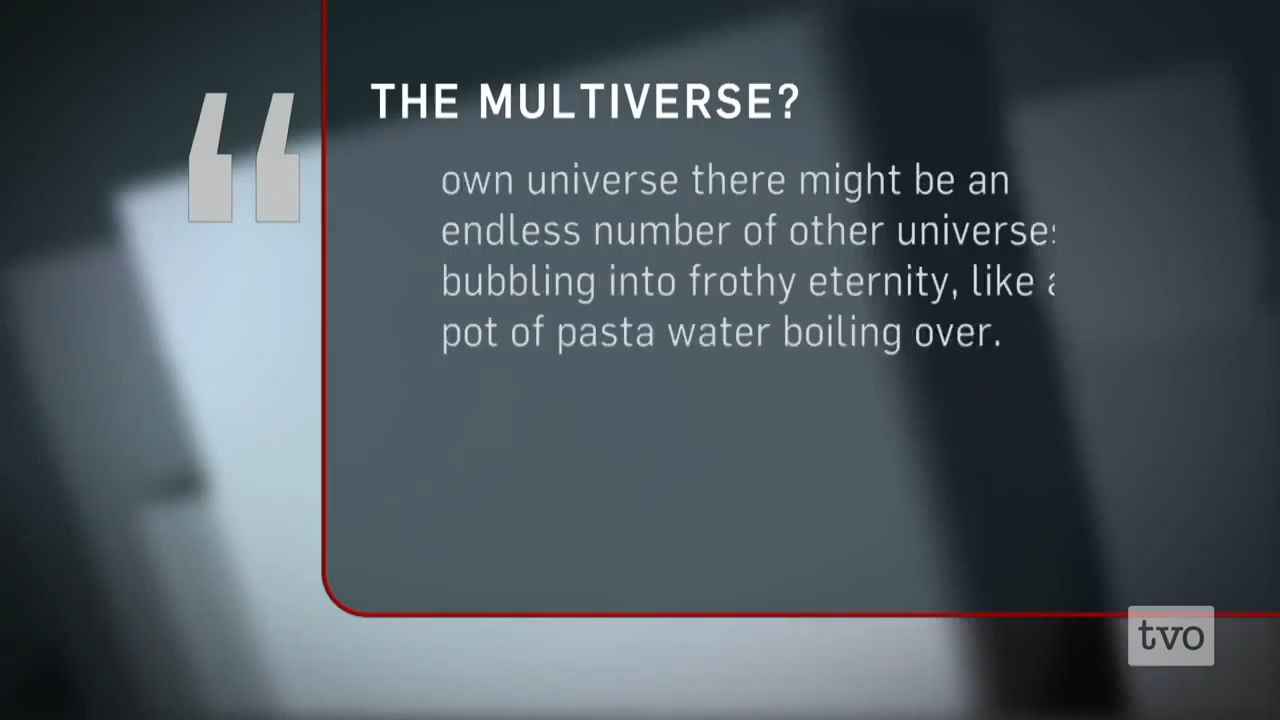 “
THE MULTIVERSE?
own universe there might be an
endless number of other universes
bubbling into frothy eternity, like a
pot of pasta water boiling over.
tvo